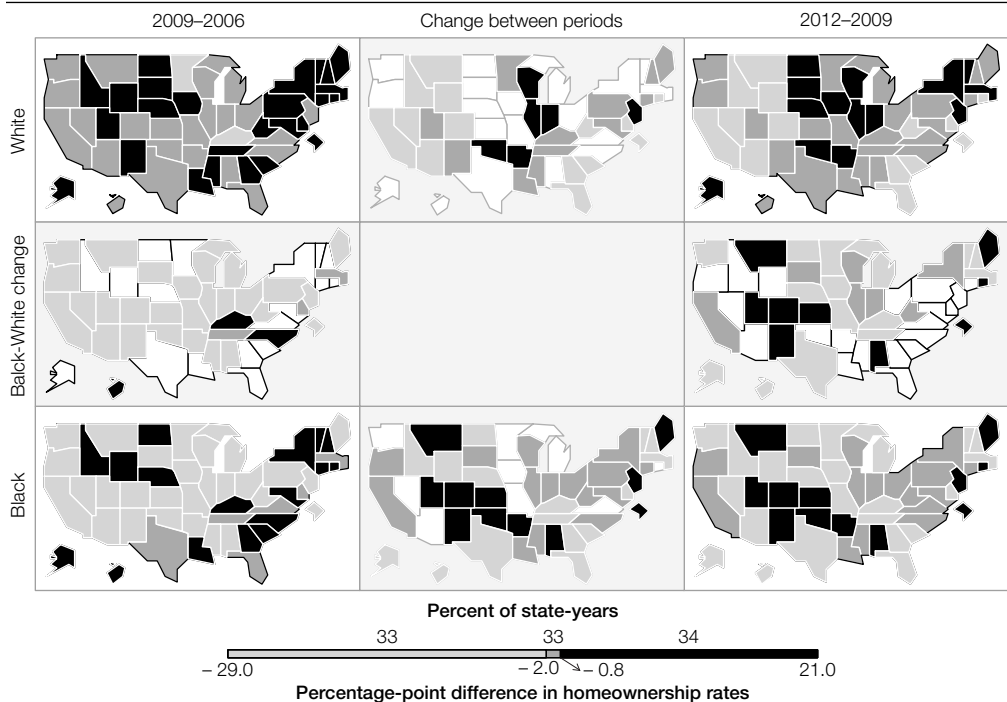 2009–2006 Change between periods 2012–2009
White
Balck-White change
Black
Percent of state-years
33 33 34
– 29.0 – 2.0 – 0.8 21.0
Percentage-point difference in homeownership rates